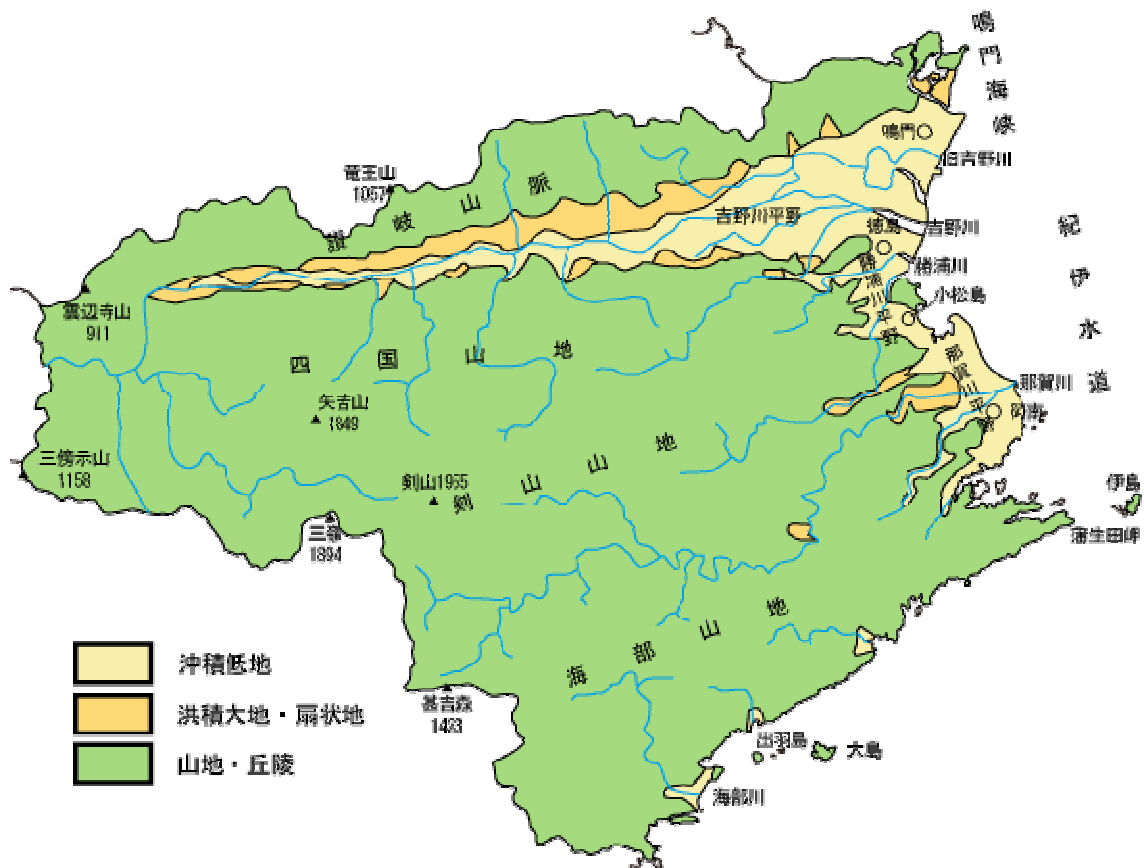 鳴門海峡
鳴門
旧吉野川
竜王山
讃岐山脈
吉野川平野
徳島
吉野川
紀伊水道
勝浦川
勝浦川平野
小松島
雲辺寺山
911
四国山地
那賀川
那賀川平野
阿南
矢吉山
1849
三傍示山
1158
剣山1955
剣山山地
三嶺
1894
伊島
蒲生田岬
海部山地
沖積低地
洪積大地・扇状地
山地・丘陵
甚吉森
出羽島
大島
海部川